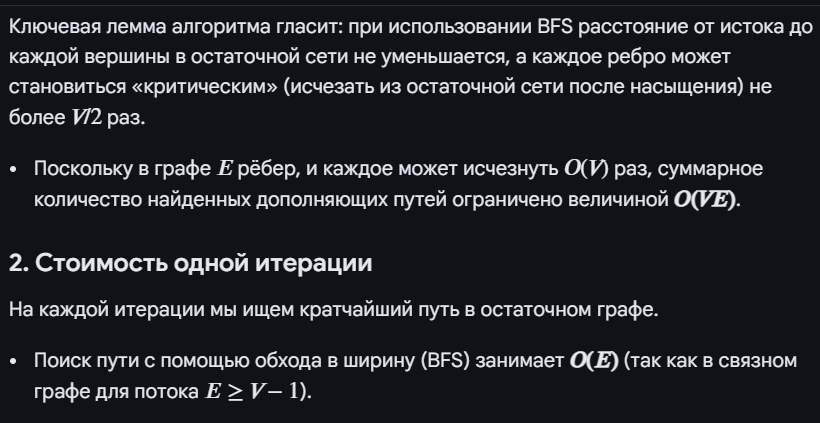 Ключевая лемма алгоритма гласит: при использовании BFS расстояние от истока до
каждой вершины в остаточной сети не уменьшается, а каждое ребро может
становиться «критическим» (исчезать из остаточной сети после насыщения) не
более V/2 раз.
• Поскольку в графе E рёбер, и каждое может исчезнуть O(V) раз, суммарное
количество найденных дополняющих путей ограничено величиной O(VE).
2. Стоимость одной итерации
На каждой итерации мы ищем кратчайший путь в остаточном графе.
• Поиск пути с помощью обхода в ширину (BFS) занимает O(E) (так как в связном
графе для потока E ≥ V − 1).